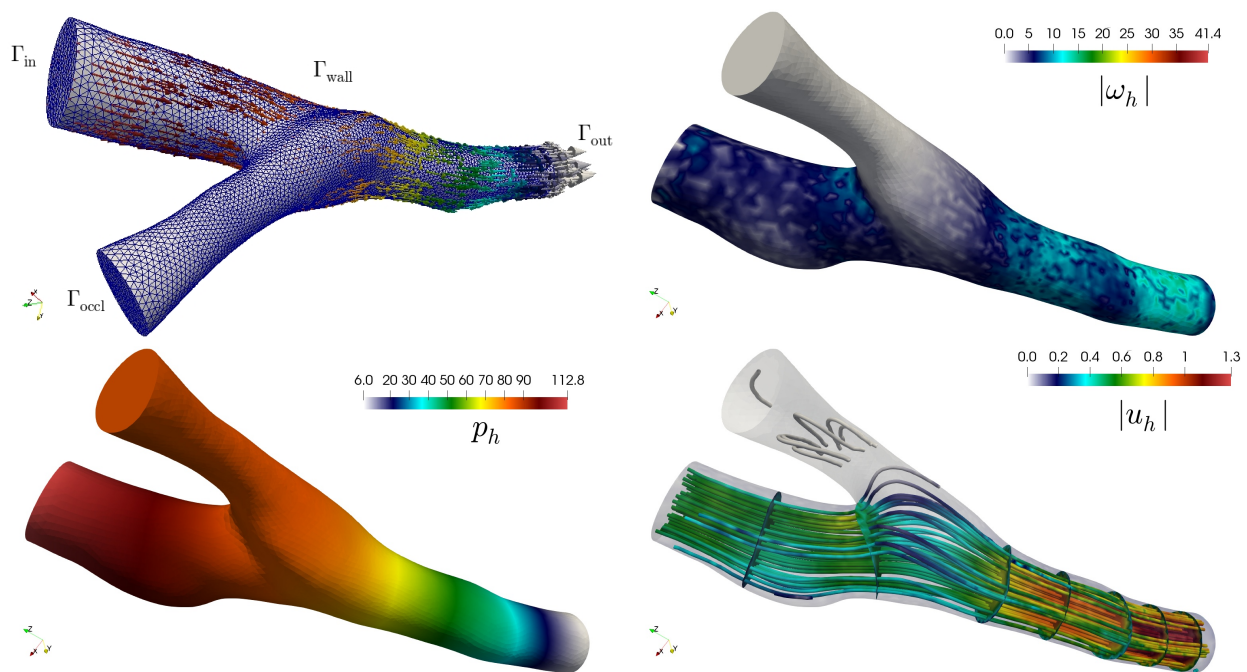 Γin
Γwall
Γout
Γoccl
X
Z
Y
0.0 5 10 15 20 25 30 35 41.4
|ωh|
Z
X
Y
6.0 20 30 40 50 60 70 80 90 112.8
ph
Z
X
Y
0.0 0.2 0.4 0.6 0.8 1 1.3
|uh|
Z
X
Y